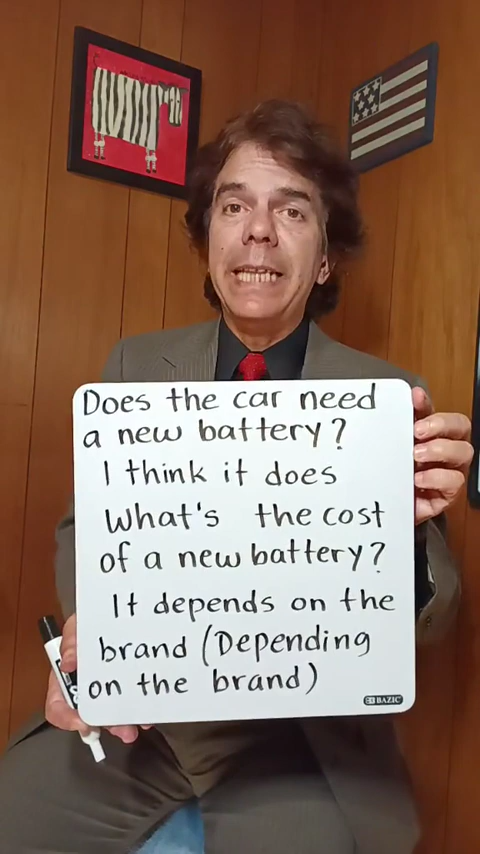 Does the car need
a new battery?
I think it does
What's the cost
of a new battery?
It depends on the
brand (Depending
on the brand)
BAZIC